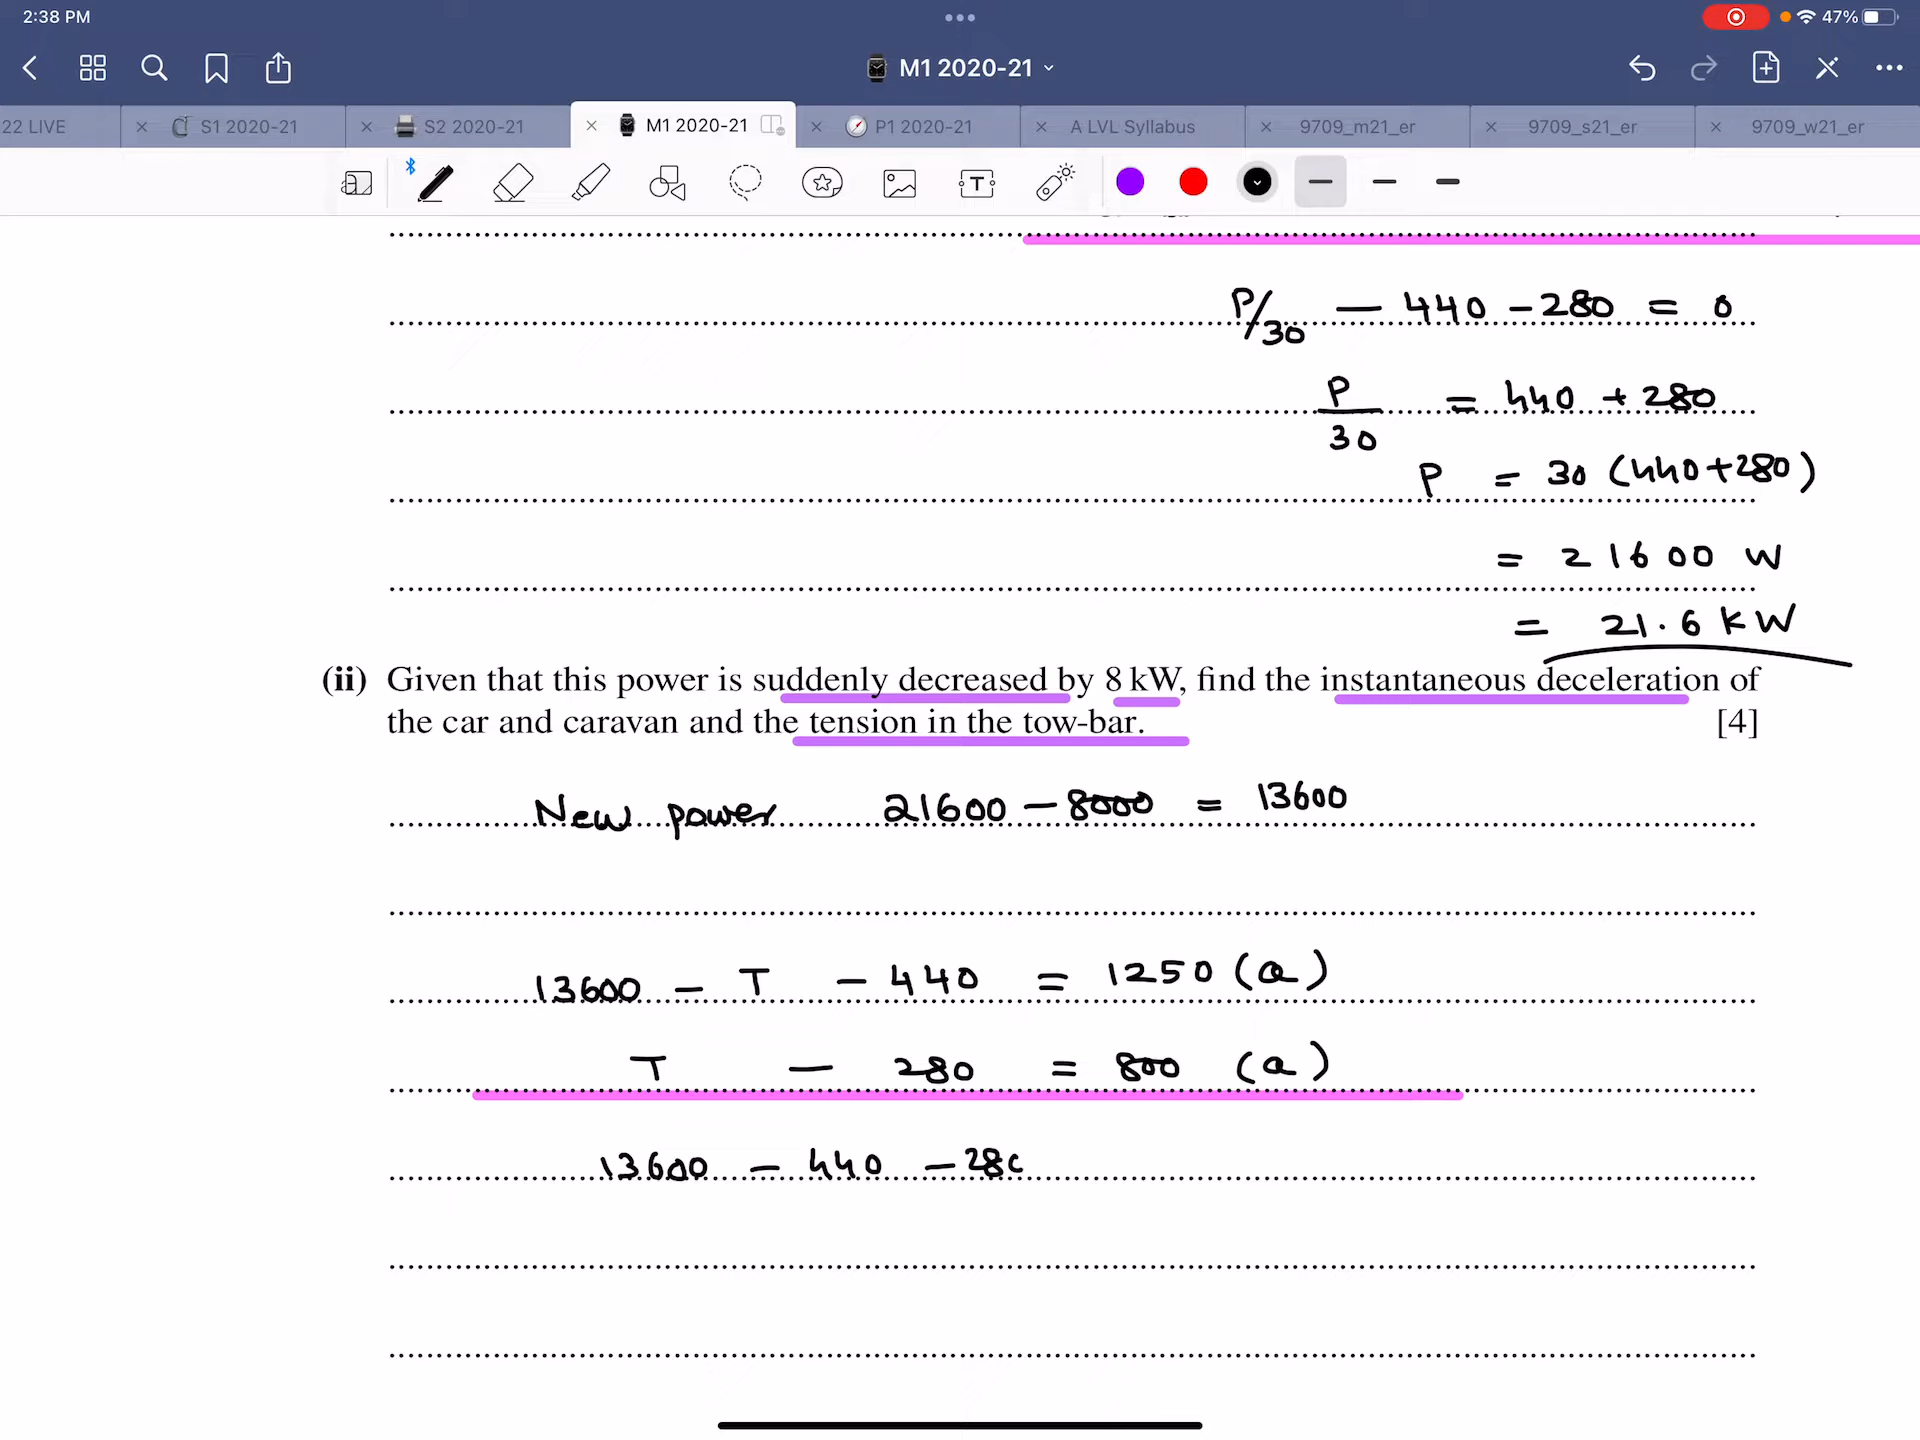 2:38 PM
47%
M1 2020-21
22 LIVE
S1 2020-21
S2 2020-21
M1 2020-21
P1 2020-21
A LVL Syllabus
9709_m21_er
9709_s21_er
9709_w21_er
P/30 — 440 - 280 = 0
P/30 = 440 + 280
P = 30 (440+280)
= 21600 W
= 21.6 kW
(ii) Given that this power is suddenly decreased by 8 kW, find the instantaneous deceleration of
the car and caravan and the tension in the tow-bar. [4]
New power 21600 - 8000 = 13600
13600 - T - 440 = 1250 (a)
T - 280 = 800 (a)
13600 - 440 - 28